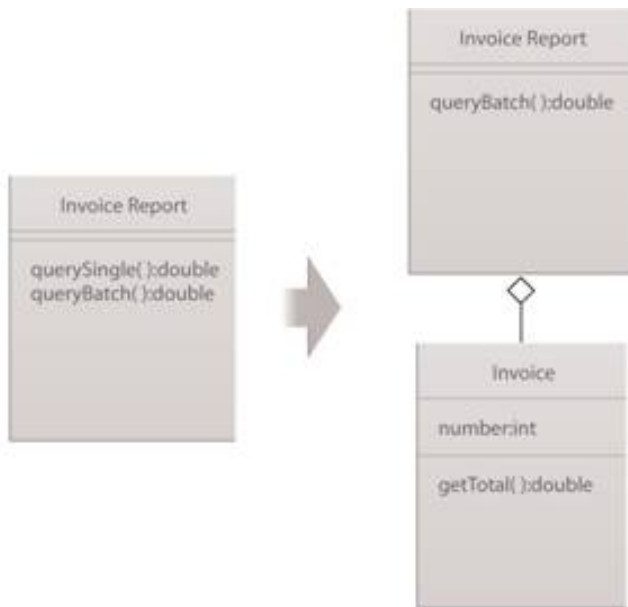 Invoice Report
querySingle( ):double
queryBatch( ):double
Invoice Report
queryBatch( ):double
Invoice
number:int
getTotal( ):double